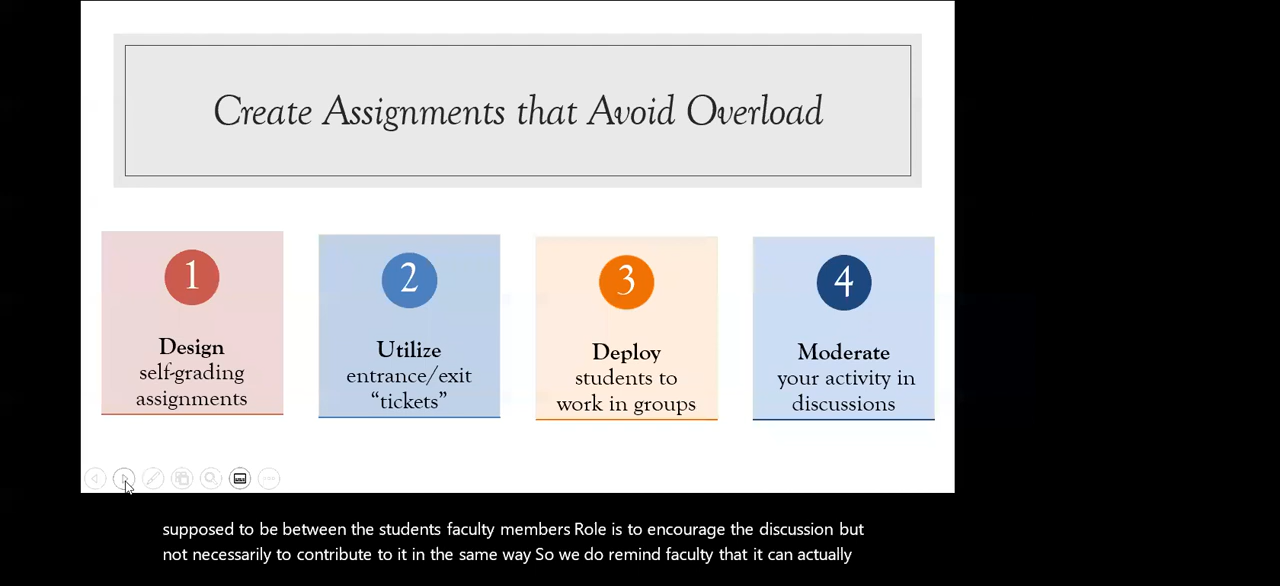 Create Assignments that Avoid Overload
1
Design
self-grading
assignments
2
Utilize
entrance/exit
“tickets”
3
Deploy
students to
work in groups
4
Moderate
your activity in
discussions
supposed to be between the students faculty members Role is to encourage the discussion but
not necessarily to contribute to it in the same way So we do remind faculty that it can actually